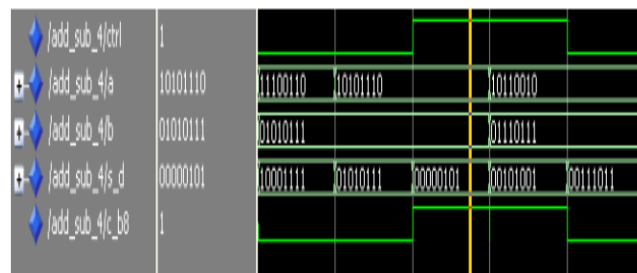 /add_sub_4/ctrl 1
/add_sub_4/a 10101110 11100110 10101110 10110010
/add_sub_4/b 01010111 01010111 01110111
/add_sub_4/s_d 00000101 10001111 01010111 00000101 00101001 00111011
/add_sub_4/c_b8 1